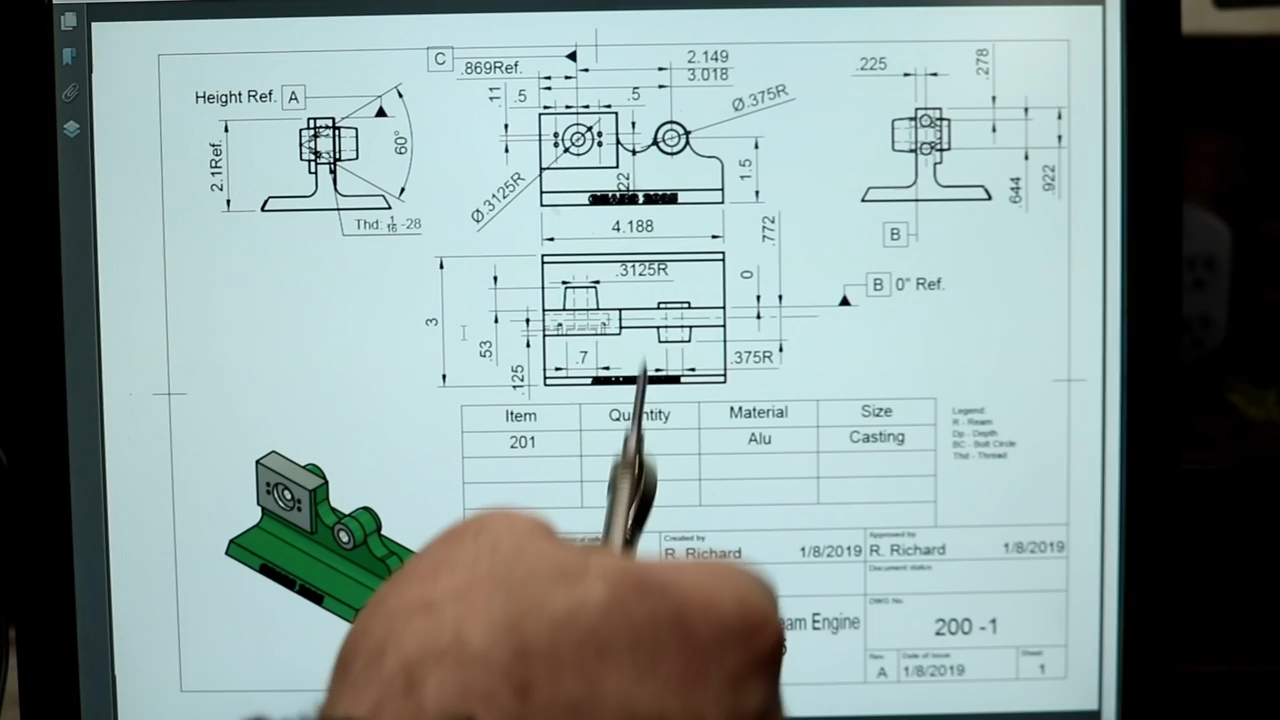 C
.869Ref.
2.149
3.018
.225
.278
Height Ref. A
.11
.5
.5
Ø.375R
60°
2.1Ref.
Ø.3125R
.22
1.5
.644
.922
Thd: 1/16 -28
4.188
.772
B
.3125R
0
B 0" Ref.
3
.53
.7
.125
.375R
Item Quantity Material Size
201 Alu Casting
Legend
R - Ream
Dp - Depth
BC - Bolt Circle
Thd - Thread
Created by
Approved by
R. Richard 1/8/2019
R. Richard 1/8/2019
Document status
DWG No.
Engine
200 -1
Rev.
Date of issue
Sheet
A
1/8/2019
1